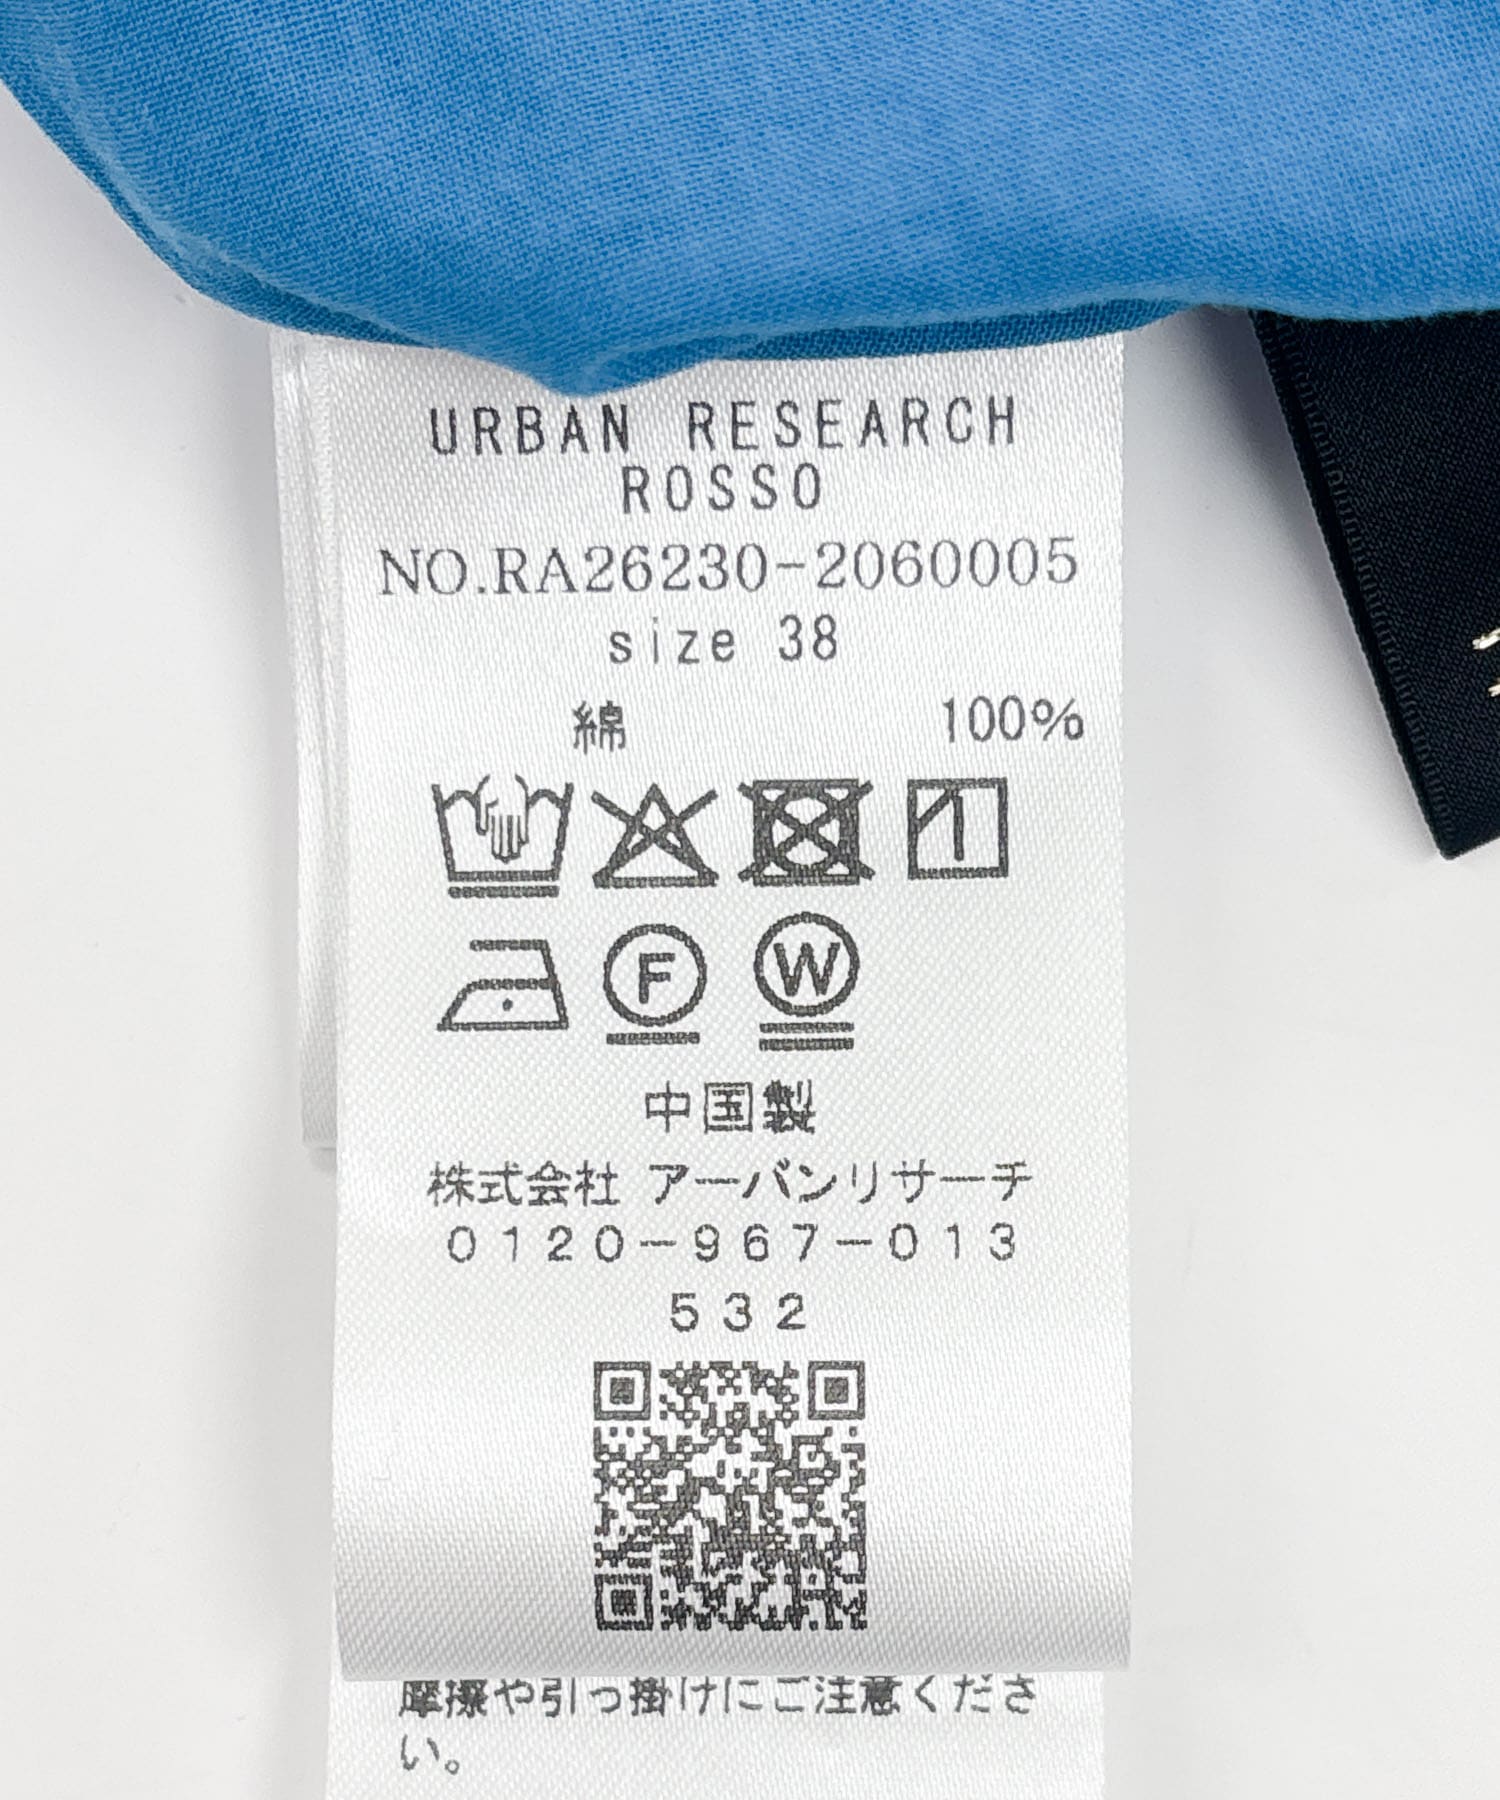 URBAN RESEARCH
ROSSO
NO.RA26230-2060005
size 38
綿 100%
F W
中国製
株式会社 アーバンリサーチ
0120-967-013
532
摩擦や引っ掛けにご注意くださ
い。